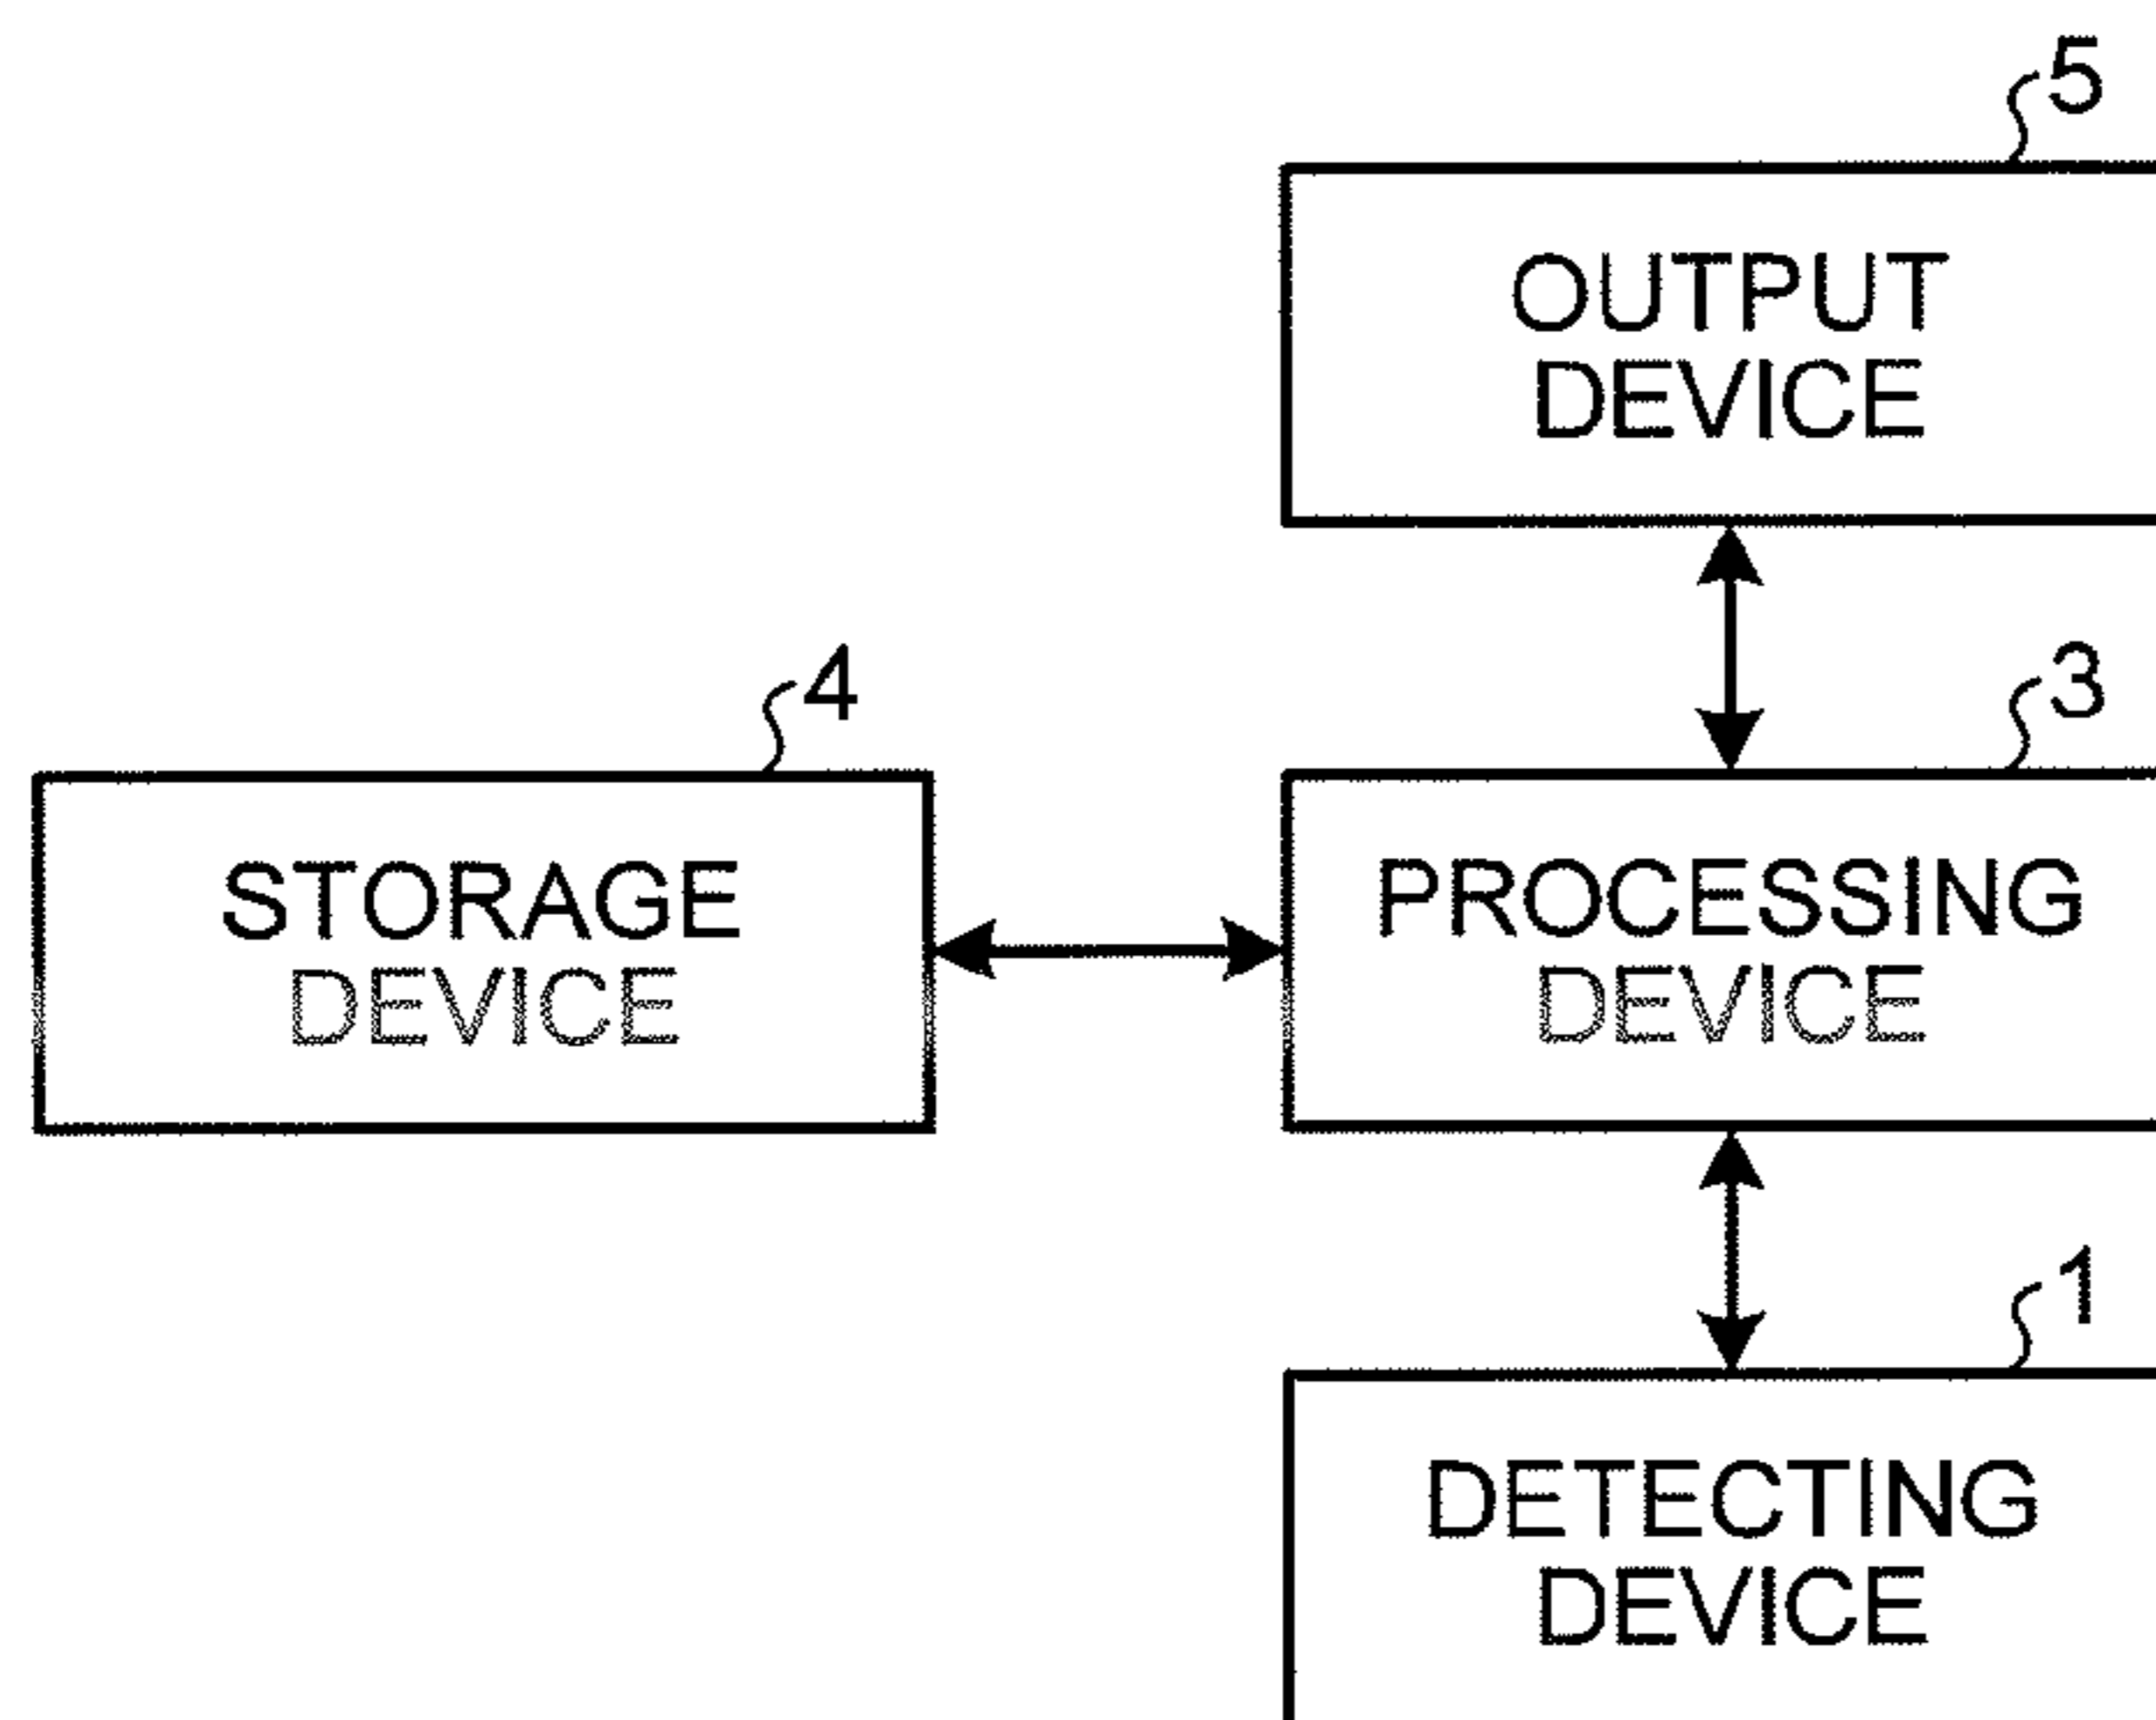 5
OUTPUT
DEVICE
4
STORAGE
DEVICE
3
PROCESSING
DEVICE
1
DETECTING
DEVICE